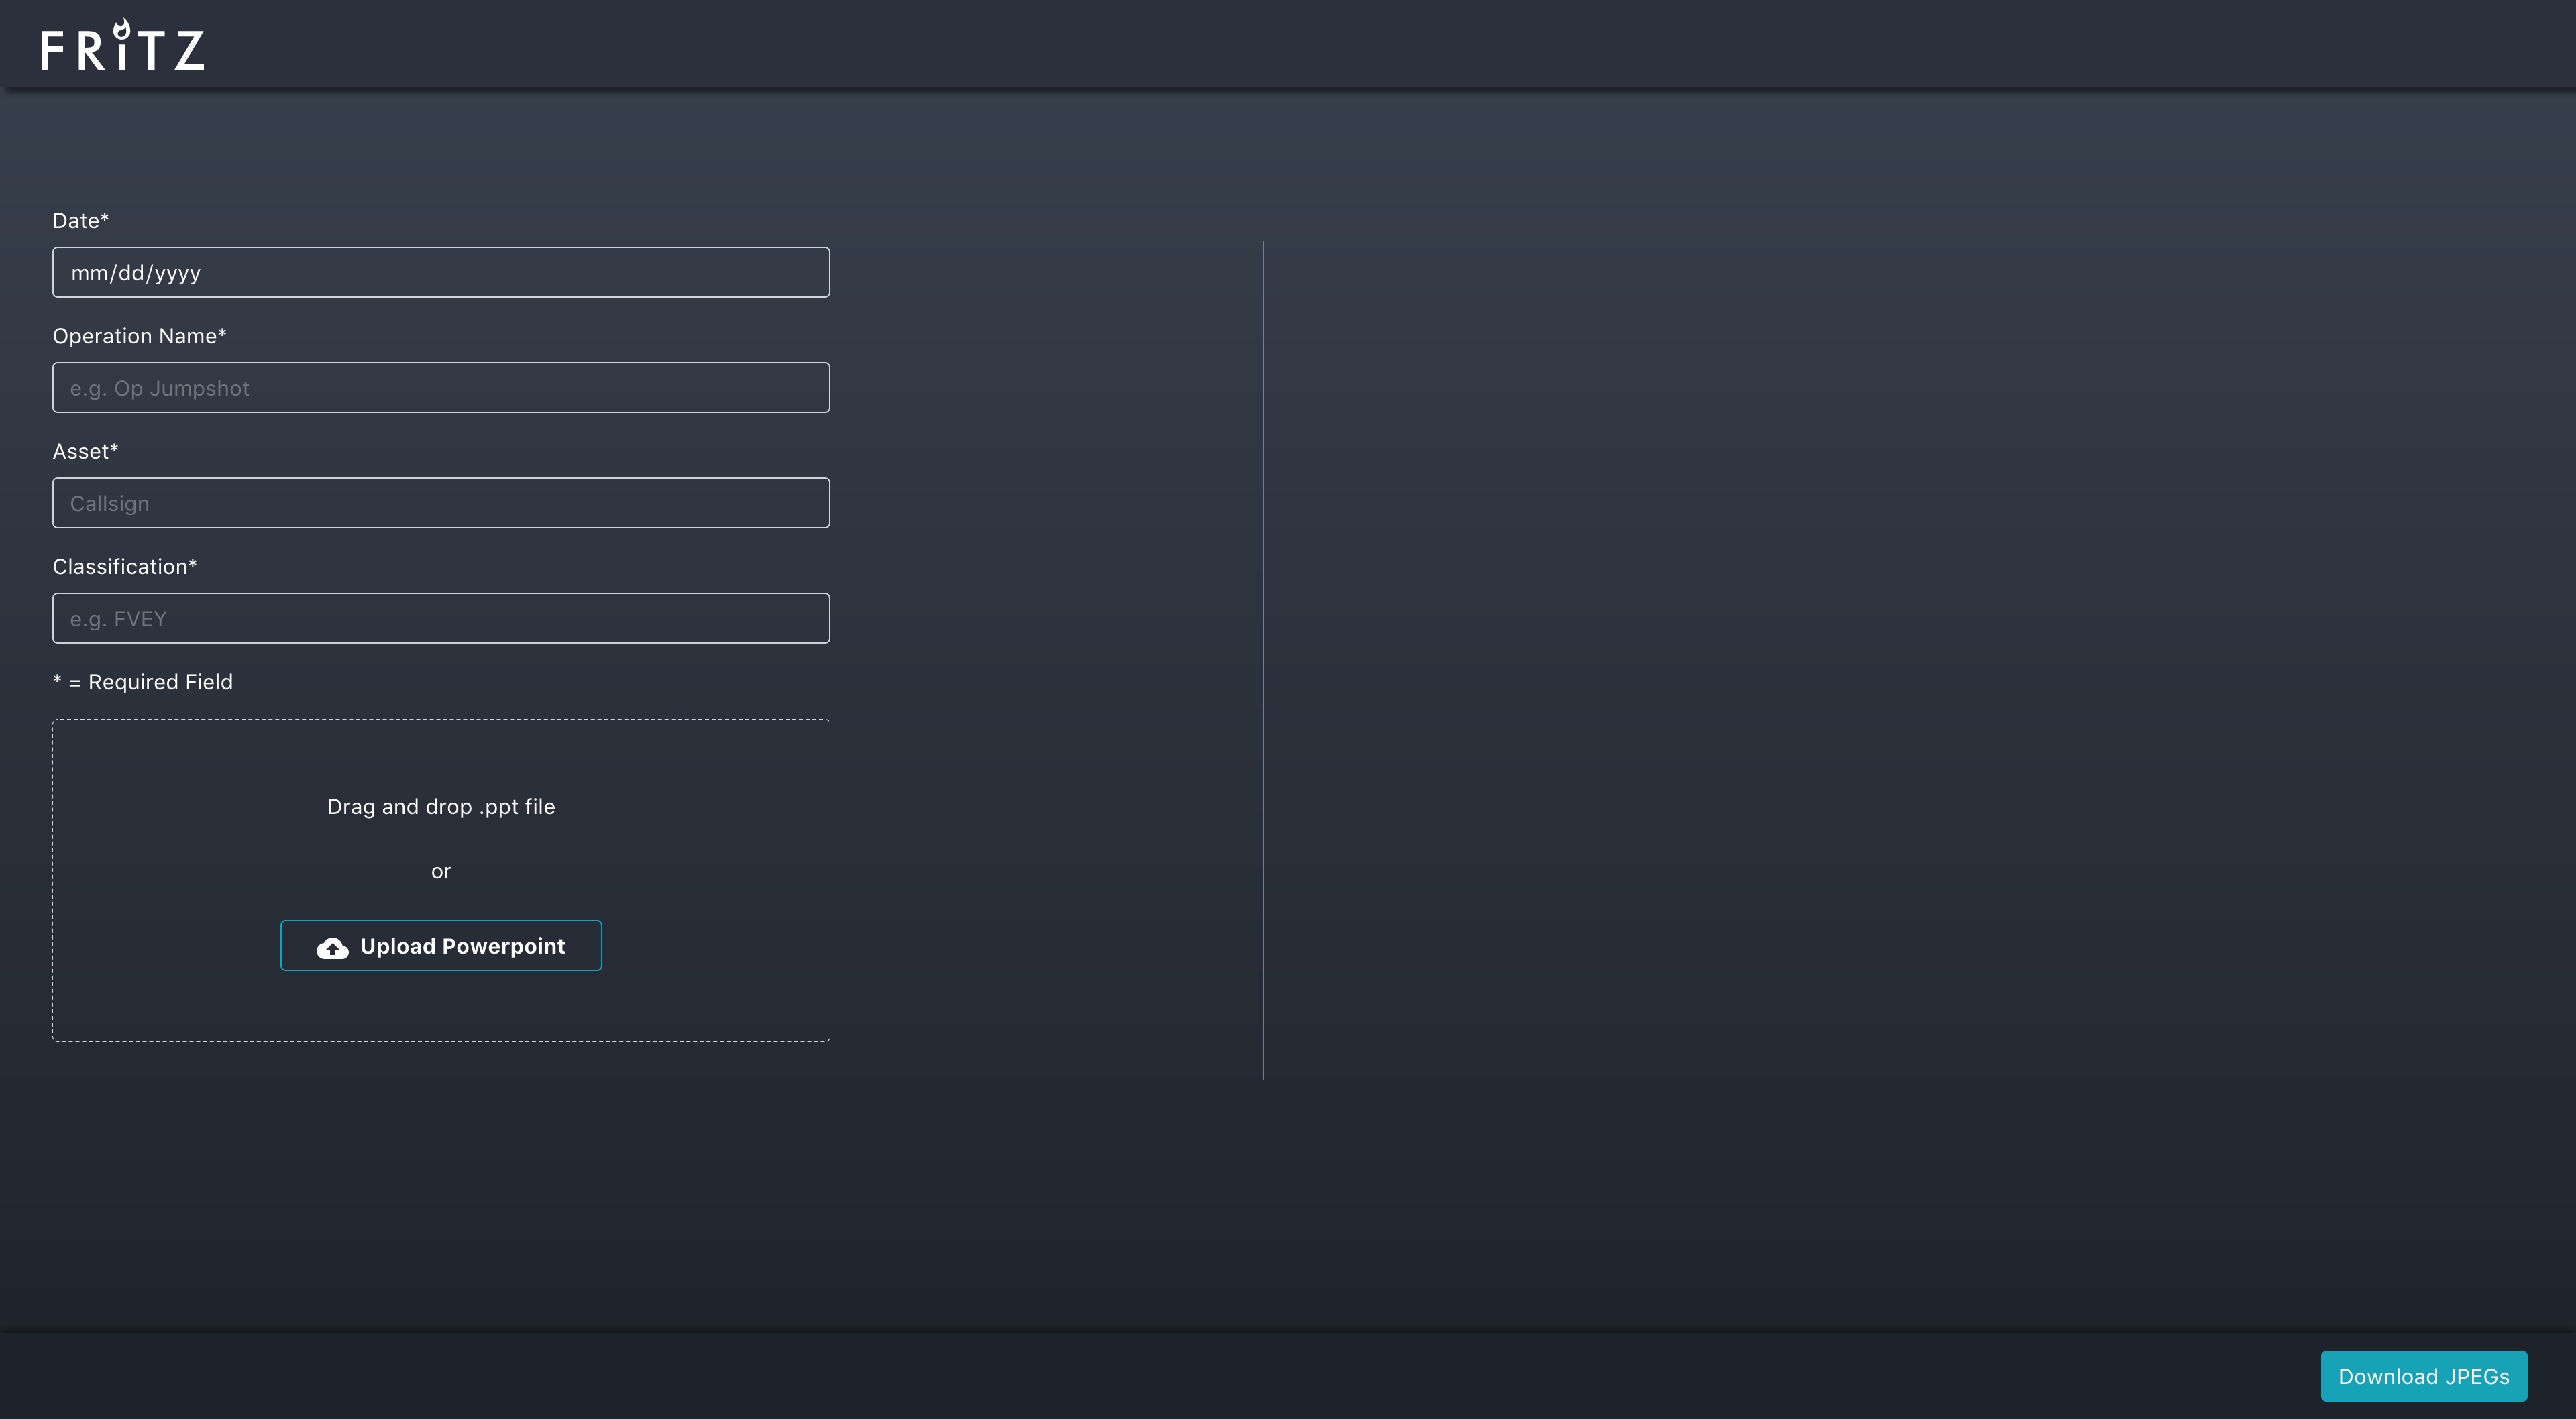 FRiTZ
Date*
mm/dd/yyyy
Operation Name*
e.g. Op Jumpshot
Asset*
Callsign
Classification*
e.g. FVEY
* = Required Field
Drag and drop .ppt file
or
Upload Powerpoint
Download JPEGs